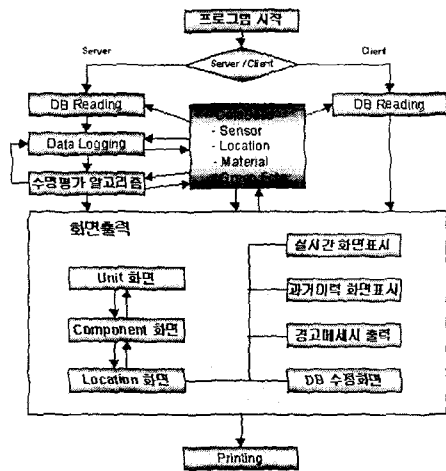 프로그램 시작
Server
Client
Server/Client
DB Reading
DB Reading
- Sensor
- Location
- Material
Data Logging
수명평가 알고리즘
화면출력
Unit 화면
Component 화면
Location 화면
실시간 화면표시
과거이력 화면표시
경고메세시 출력
DB 수정화면
Printing